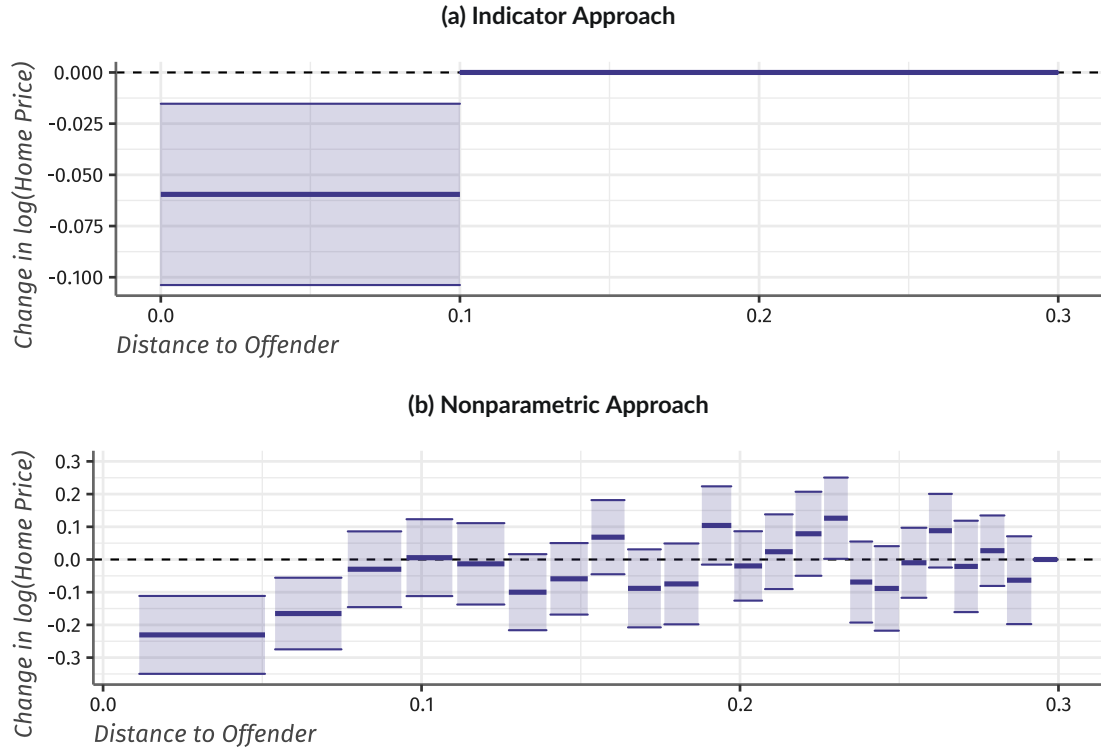 (a) Indicator Approach
Change in log(Home Price)
0.000
-0.025
-0.050
-0.075
-0.100
0.0 0.1 0.2 0.3
Distance to Offender
(b) Nonparametric Approach
Change in log(Home Price)
0.3
0.2
0.1
0.0
-0.1
-0.2
-0.3
0.0 0.1 0.2 0.3
Distance to Offender